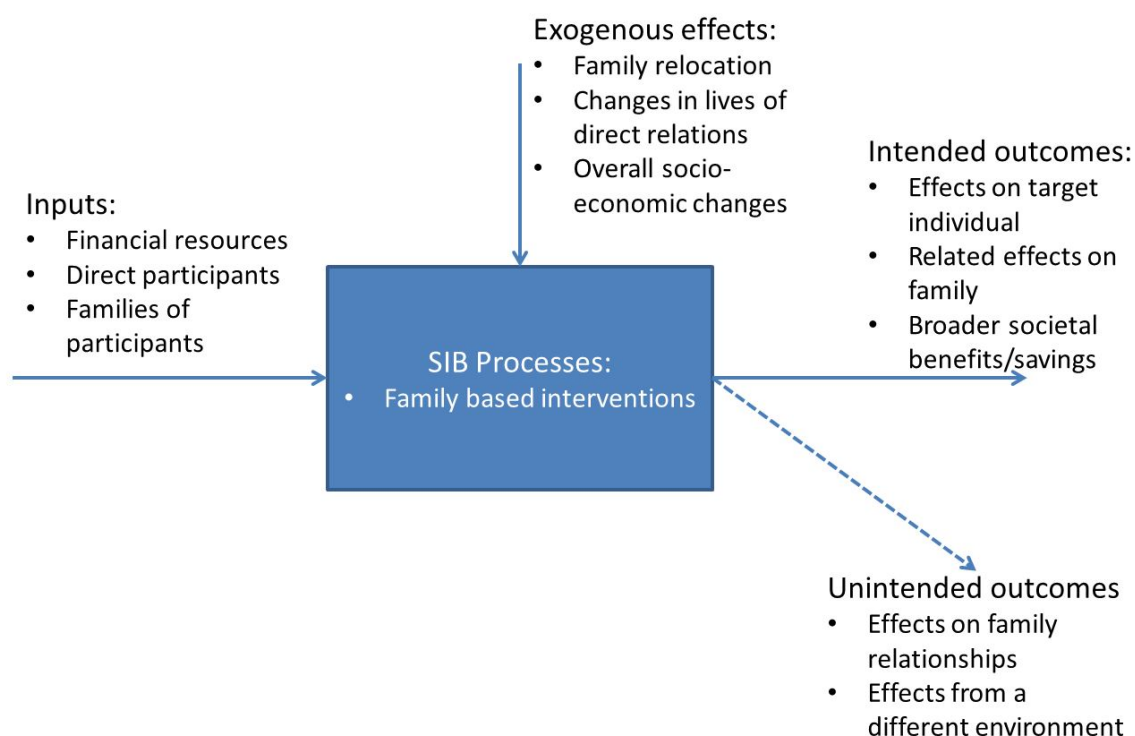 Exogenous effects:
• Family relocation
• Changes in lives of
direct relations
• Overall socio-
economic changes
Intended outcomes:
• Effects on target
individual
• Related effects on
family
• Broader societal
benefits/savings
Inputs:
• Financial resources
• Direct participants
• Families of
participants
SIB Processes:
• Family based interventions
Unintended outcomes
• Effects on family
relationships
• Effects from a
different environment